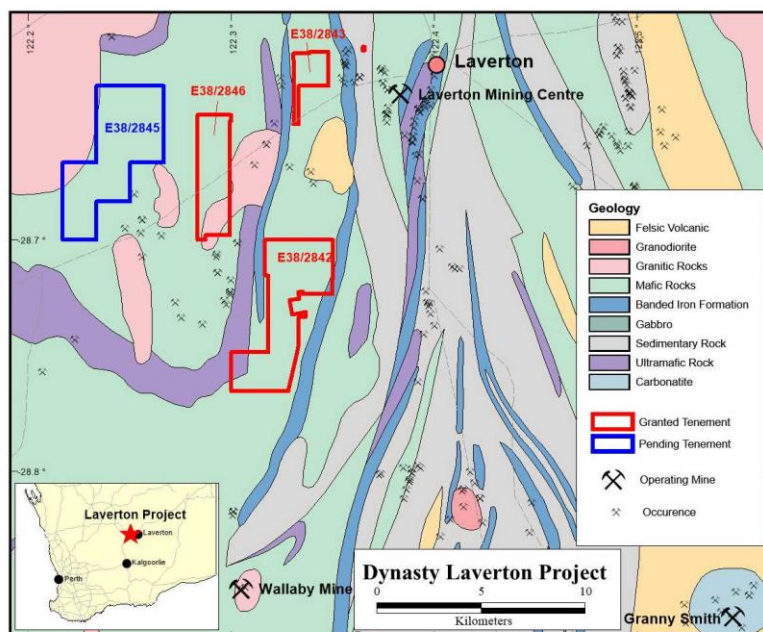 122.2
122.3
122.4
122.5
E38/2843
Laverton
Laverton Mining Centre
E38/2846
E38/2845
-28.7
E38/2842
-28.8
Geology
Felsic Volcanic
Granodiorite
Granitic Rocks
Mafic Rocks
Banded Iron Formation
Gabbro
Sedimentary Rock
Ultramafic Rock
Carbonatite
Granted Tenement
Pending Tenement
Operating Mine
Occurence
Laverton Project
Laverton
Kalgoorlie
Perth
Wallaby Mine
Dynasty Laverton Project
0 5 10
Kilometers
Granny Smith